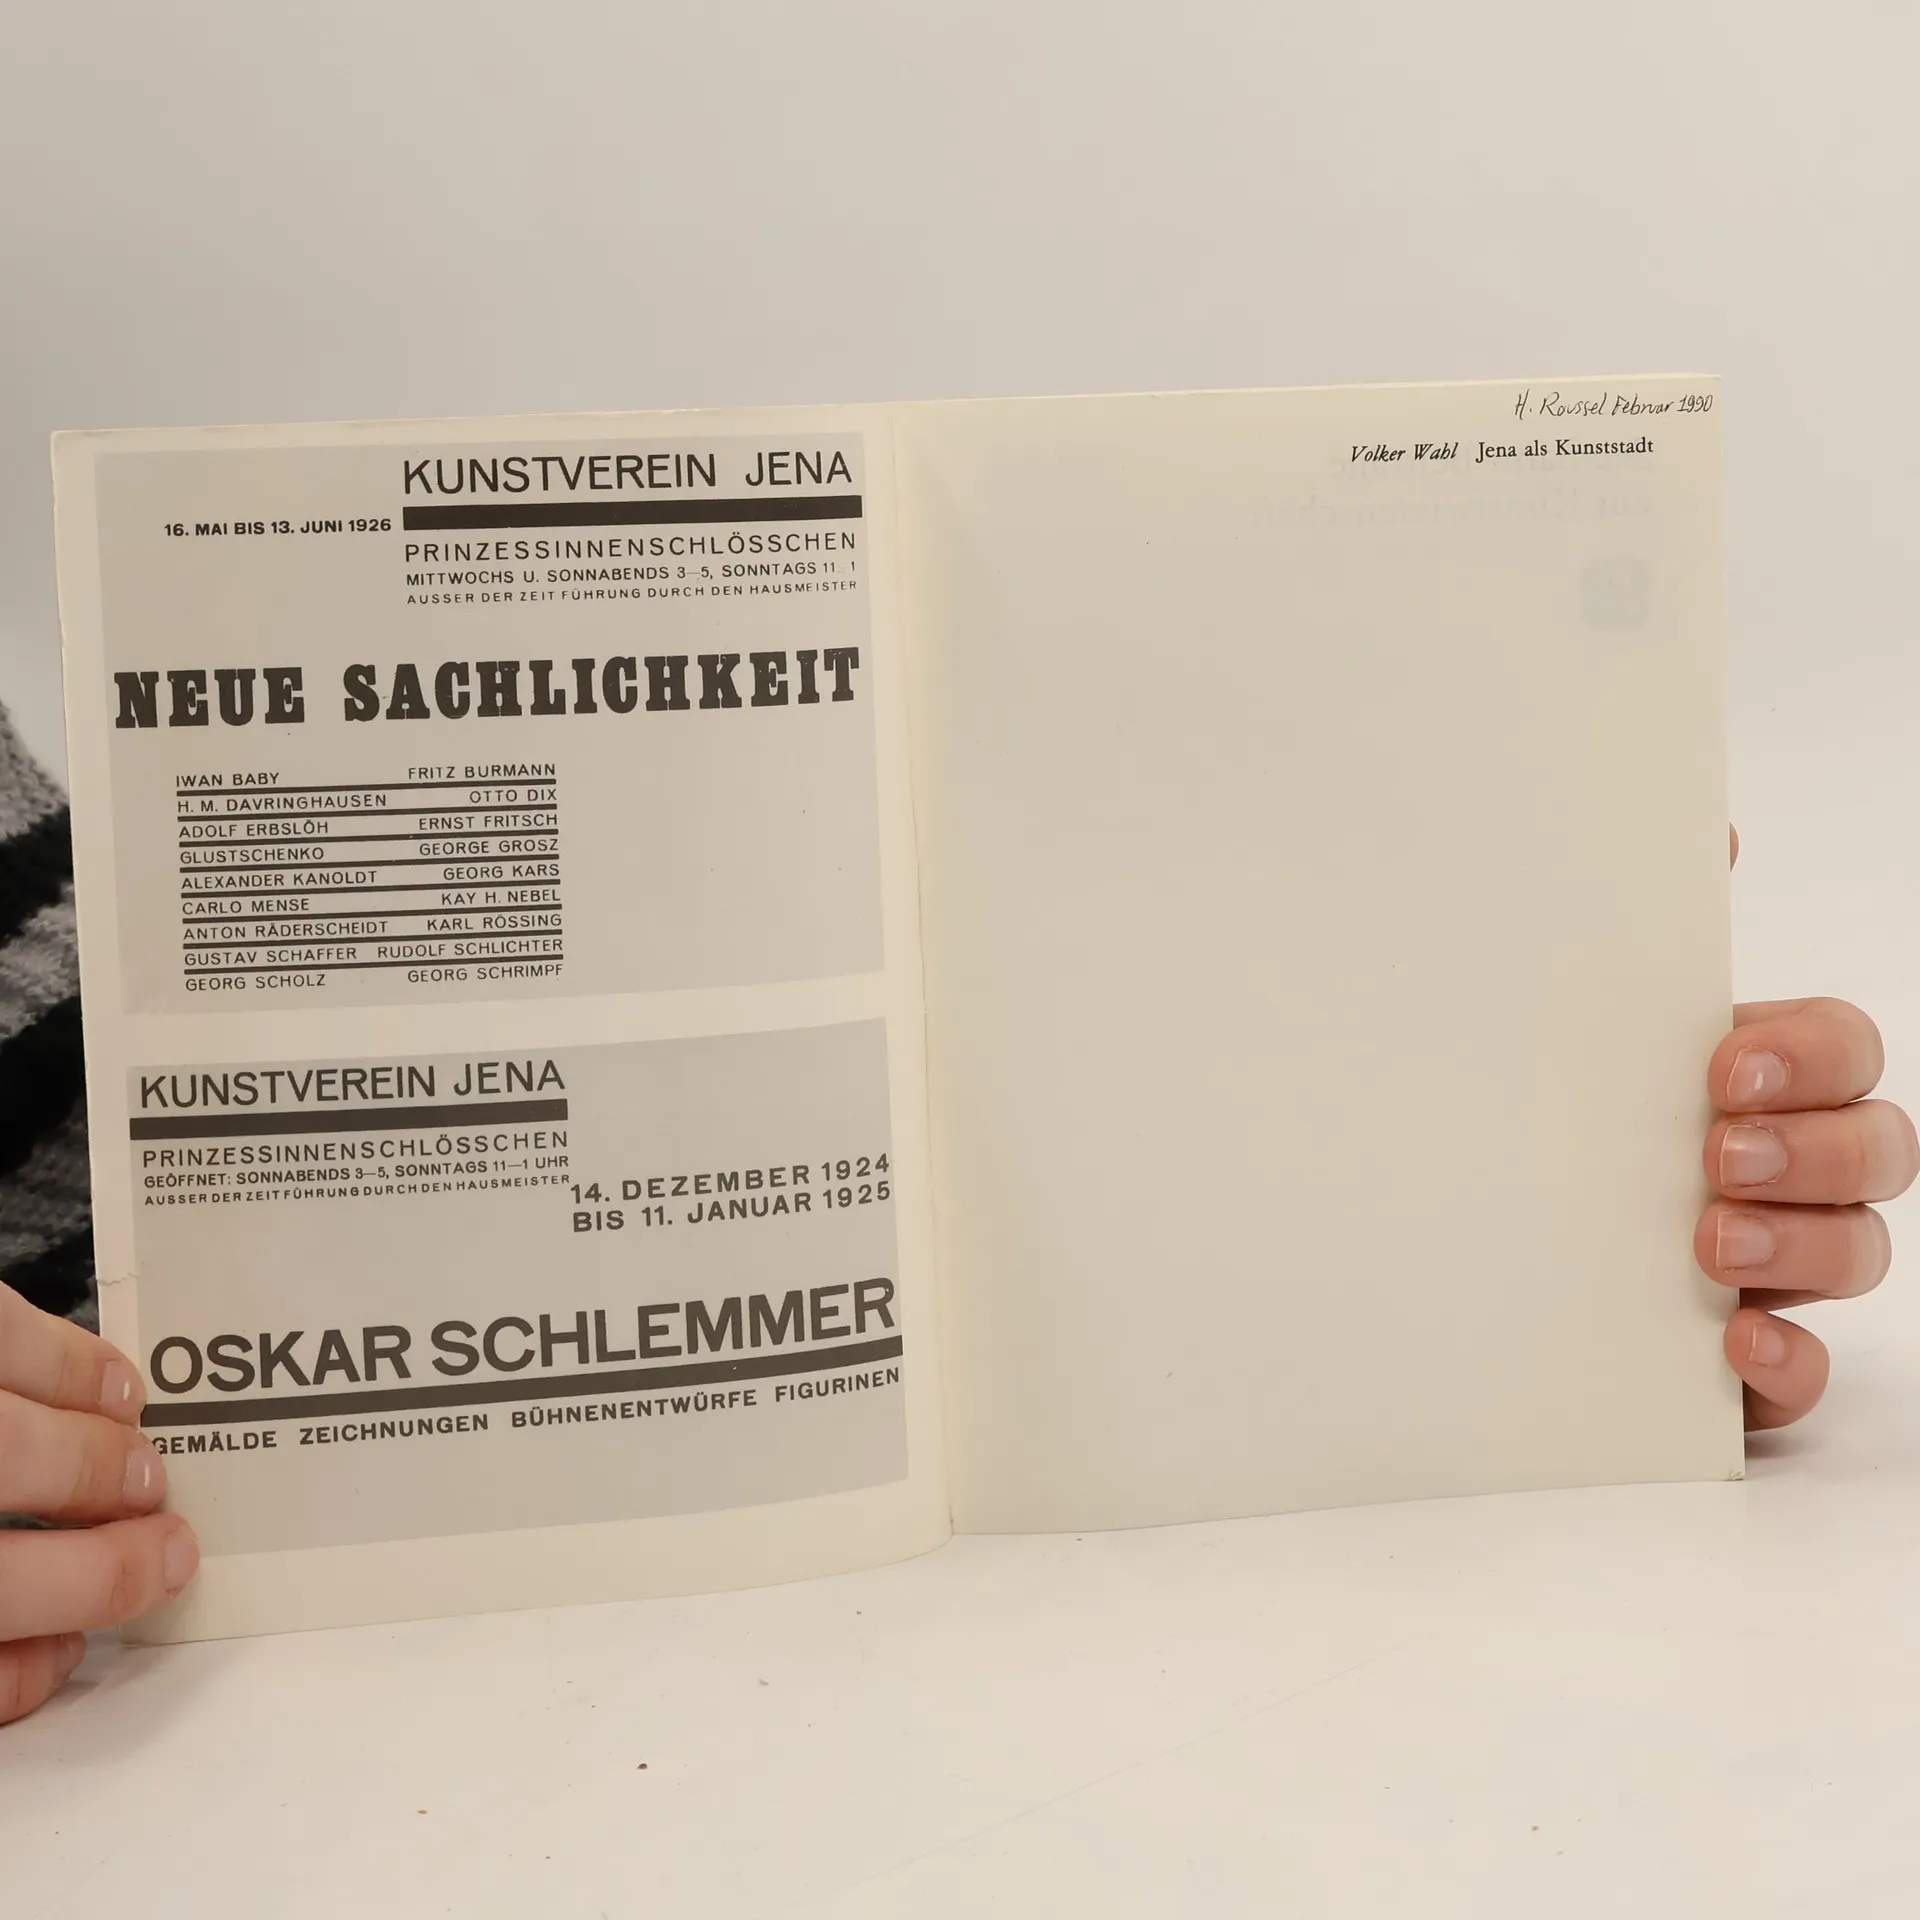 KUNSTVEREIN JENA
16. MAI BIS 13. JUNI 1926
PRINZESSINNENSCHLÖSSCHEN
MITTWOCHS U. SONNABENDS 3–5, SONNTAGS 11–1
AUSSER DER ZEIT FÜHRUNG DURCH DEN HAUSMEISTER
NEUE SACHLICHKEIT
IWAN BABY FRITZ BURMANN
H. M. DAVRINGHAUSEN OTTO DIX
ADOLF ERBSLÖH ERNST FRITSCH
GLUSTSCHENKO GEORGE GROSZ
ALEXANDER KANOLDT GEORG KARS
CARLO MENSE KAY H. NEBEL
ANTON RÄDERSCHEIDT KARL RÖSSING
GUSTAV SCHAFFER RUDOLF SCHLICHTER
GEORG SCHOLZ GEORG SCHRIMPF
KUNSTVEREIN JENA
PRINZESSINNENSCHLÖSSCHEN
GEÖFFNET: SONNABENDS 3–5, SONNTAGS 11–1 UHR
AUSSER DER ZEIT FÜHRUNG DURCH DEN HAUSMEISTER
14. DEZEMBER 1924
BIS 11. JANUAR 1925
OSKAR SCHLEMMER
GEMÄLDE ZEICHNUNGEN BÜHNENENTWÜRFE FIGURINEN
H. Roussel Februar 1990
Volker Wahl Jena als Kunststadt